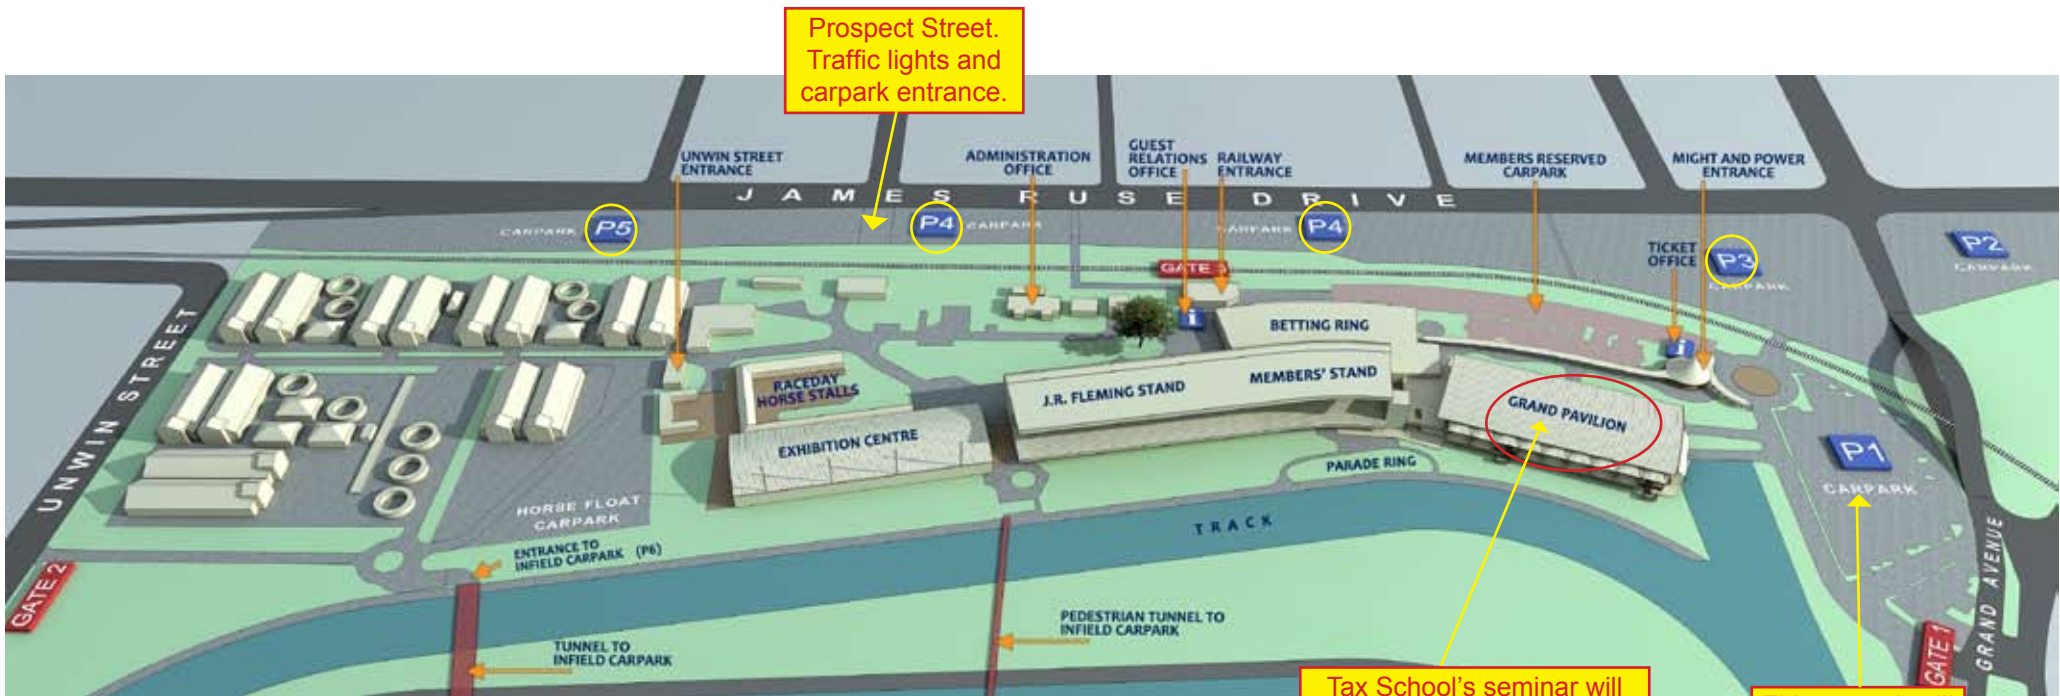 Prospect Street.
Traffic lights and
carpark entrance.
UNWIN STREET
ENTRANCE
ADMINISTRATION
OFFICE
GUEST
RELATIONS
OFFICE
RAILWAY
ENTRANCE
MEMBERS RESERVED
CARPARK
MIGHT AND POWER
ENTRANCE
JAMES RUSE DRIVE
CARPARK P5
P4 CARPARK
CARPARK P4
TICKET
OFFICE
P3
CARPARK
P2
CARPARK
GATE 3
i
BETTING RING
i
UNWIN STREET
RACEDAY
HORSE STALLS
J.R. FLEMING STAND
MEMBERS' STAND
GRAND PAVILION
EXHIBITION CENTRE
PARADE RING
P1
CARPARK
HORSE FLOAT
CARPARK
TRACK
ENTRANCE TO
INFIELD CARPARK (P6)
GATE 2
TUNNEL TO
INFIELD CARPARK
PEDESTRIAN TUNNEL TO
INFIELD CARPARK
GRAND AVENUE
GATE 1
Tax School's seminar will